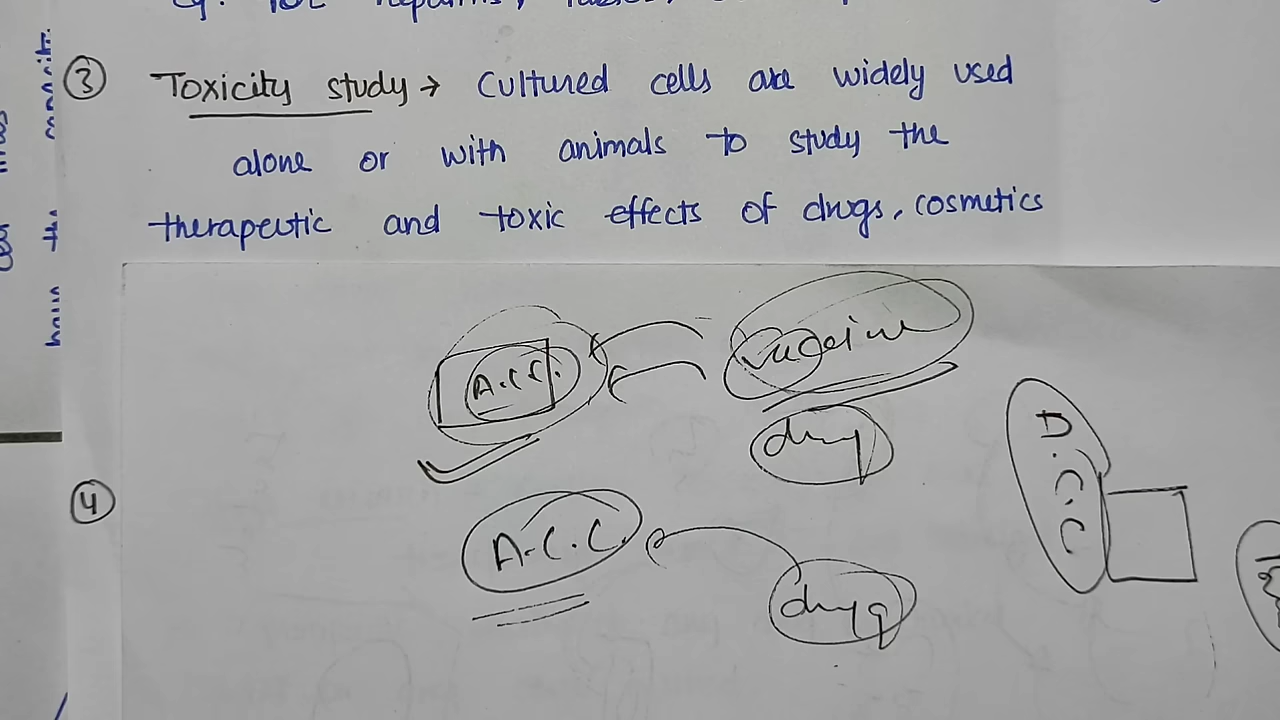 ③ Toxicity study → Cultured cells are widely used
alone or with animals to study the
therapeutic and toxic effects of drugs, cosmetics
A.C.C. vaccine
drug
④
A.C.C. drug
D.C.C